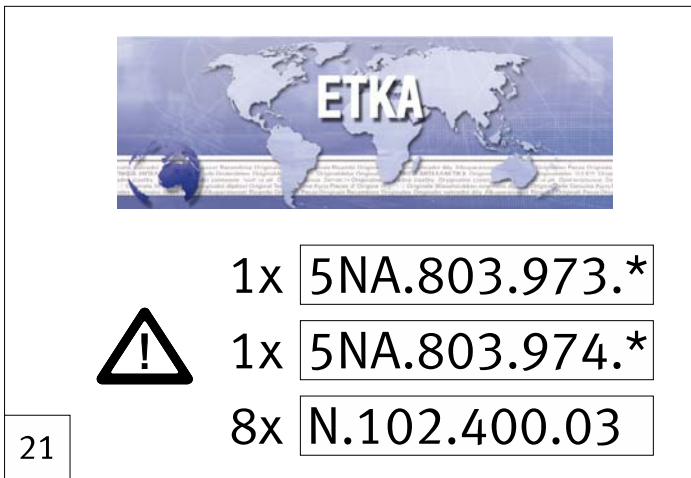 ETKA
1x 5NA.803.973.*
! 1x 5NA.803.974.*
8x N.102.400.03
21